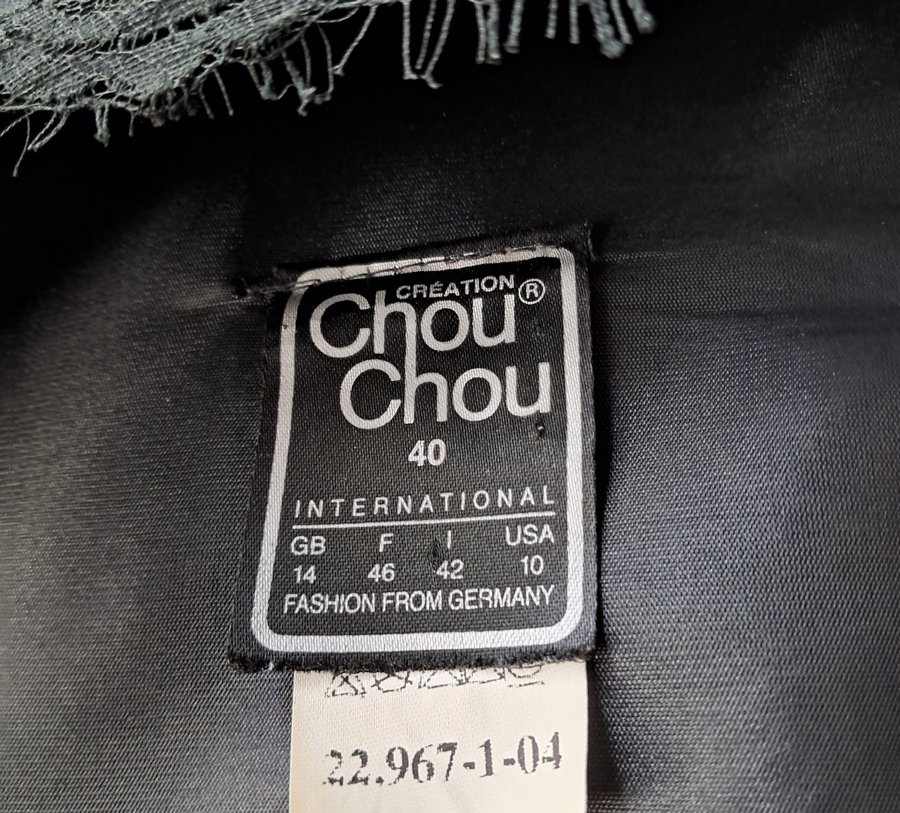 CRÉATION
Chou ®
Chou
40
INTERNATIONAL
GB F I USA
14 46 42 10
FASHION FROM GERMANY
22.967-1-04